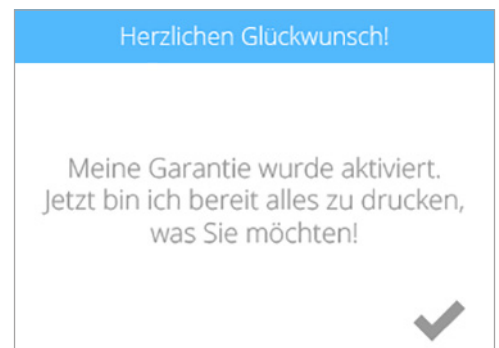 Herzlichen Glückwunsch!
Meine Garantie wurde aktiviert.
Jetzt bin ich bereit alles zu drucken,
was Sie möchten!